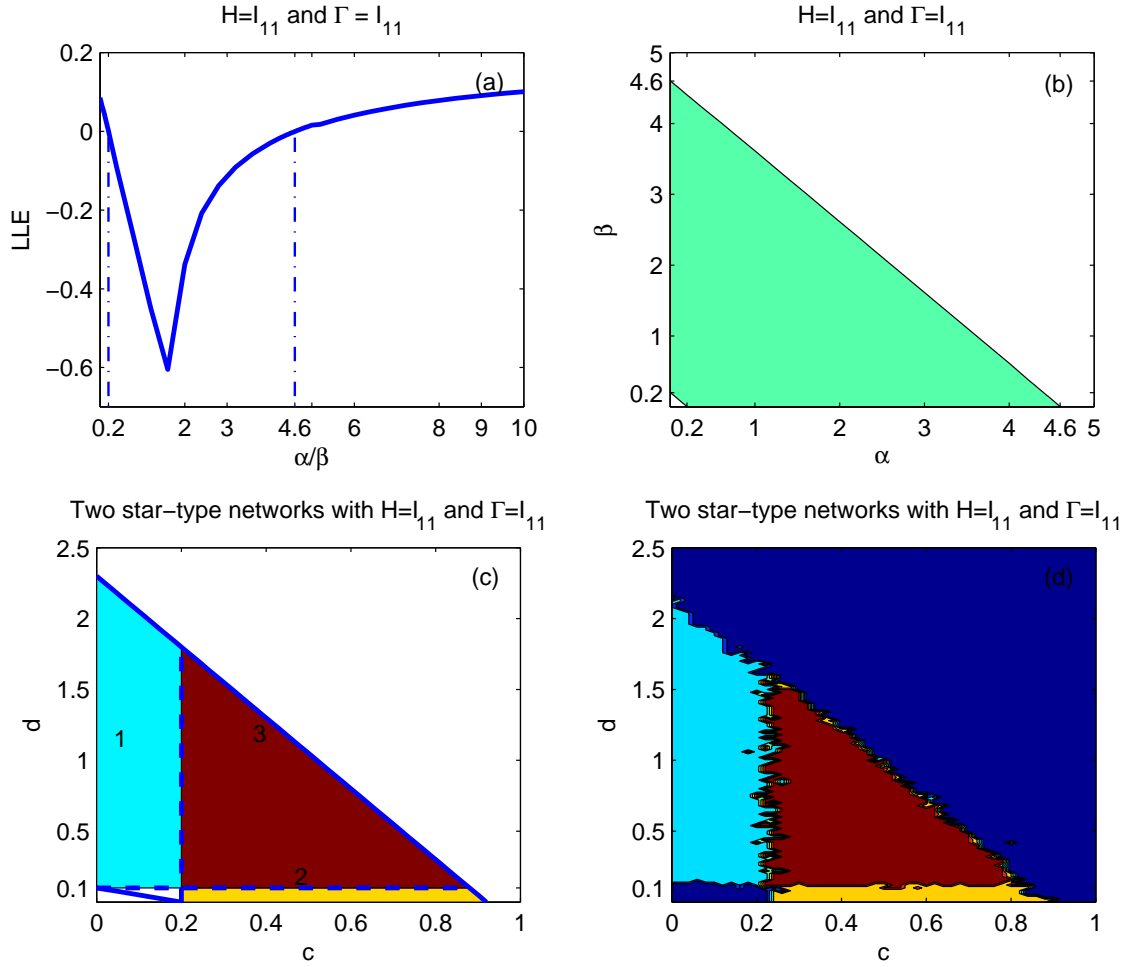 H=I11 and Γ = I11
(a)
0.2
0
−0.2
−0.4
−0.6
LLE
0.2 2 3 4.6 6 8 9 10
α/β
H=I11 and Γ=I11
(b)
5
4.6
4
3
2
1
0.2
β
0.2 1 2 3 4 4.6 5
α
Two star−type networks with H=I11 and Γ=I11
(c)
2.5
2
1.5
1
0.5
0.1
d
1
3
2
0 0.2 0.4 0.6 0.8 1
c
Two star−type networks with H=I11 and Γ=I11
(d)
2.5
2
1.5
1
0.5
0.1
d
0 0.2 0.4 0.6 0.8 1
c